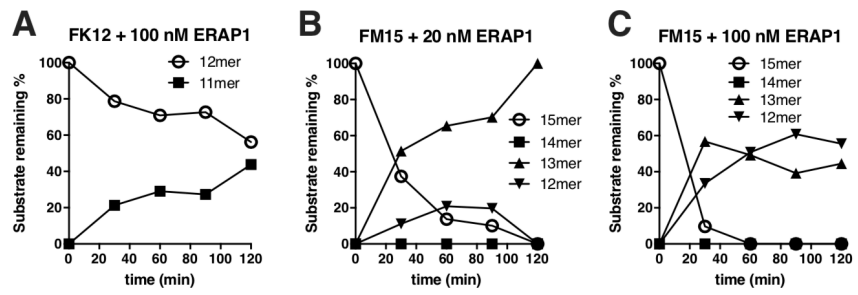 A
FK12 + 100 nM ERAP1
12mer
11mer
Substrate remaining %
100
80
60
40
20
0
0 20 40 60 80 100 120
time (min)
B
FM15 + 20 nM ERAP1
15mer
14mer
13mer
12mer
Substrate remaining %
100
80
60
40
20
0
0 20 40 60 80 100 120
time (min)
C
FM15 + 100 nM ERAP1
15mer
14mer
13mer
12mer
Substrate remaining %
100
80
60
40
20
0
0 20 40 60 80 100 120
time (min)